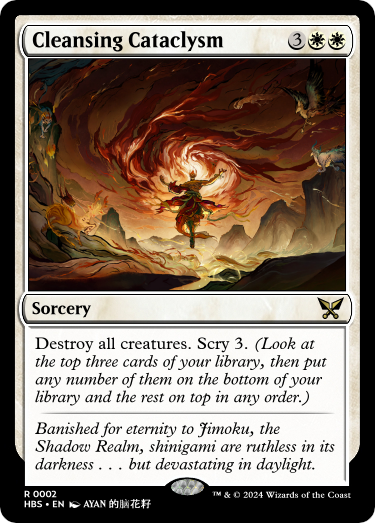 Cleansing Cataclysm 3
Sorcery
Destroy all creatures. Scry 3. (Look at
the top three cards of your library, then put
any number of them on the bottom of your
library and the rest on top in any order.)
Banished for eternity to Jimoku, the
Shadow Realm, shinigami are ruthless in its
darkness . . . but devastating in daylight.
R 0002
HBS • EN AYAN 的脑花籽
™ & © 2024 Wizards of the Coast